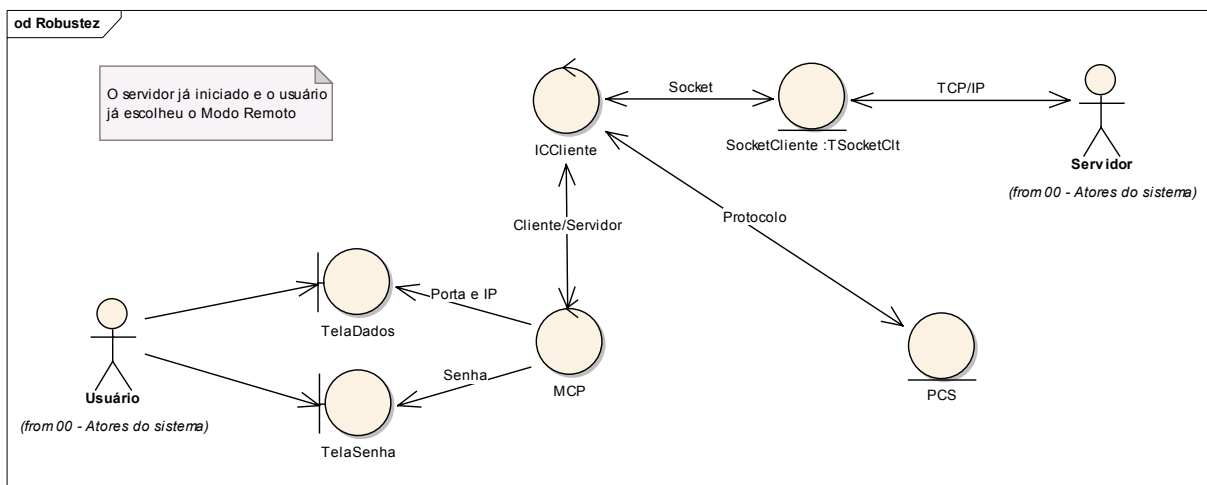 od Robustez
O servidor já iniciado e o usuário
já escolheu o Modo Remoto
ICCliente
Socket
SocketCliente :TSocketClt
TCP/IP
Servidor
(from 00 - Atores do sistema)
Protocolo
Cliente/Servidor
TelaDados
Porta e IP
MCP
Senha
TelaSenha
Usuário
(from 00 - Atores do sistema)
PCS